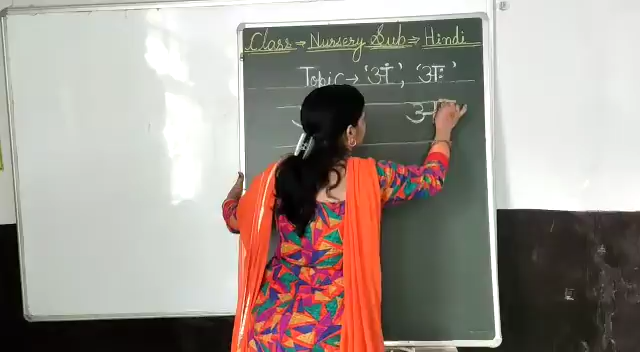 Class → Nursery Sub → Hindi
Topic → 'अं', 'अः'
अ